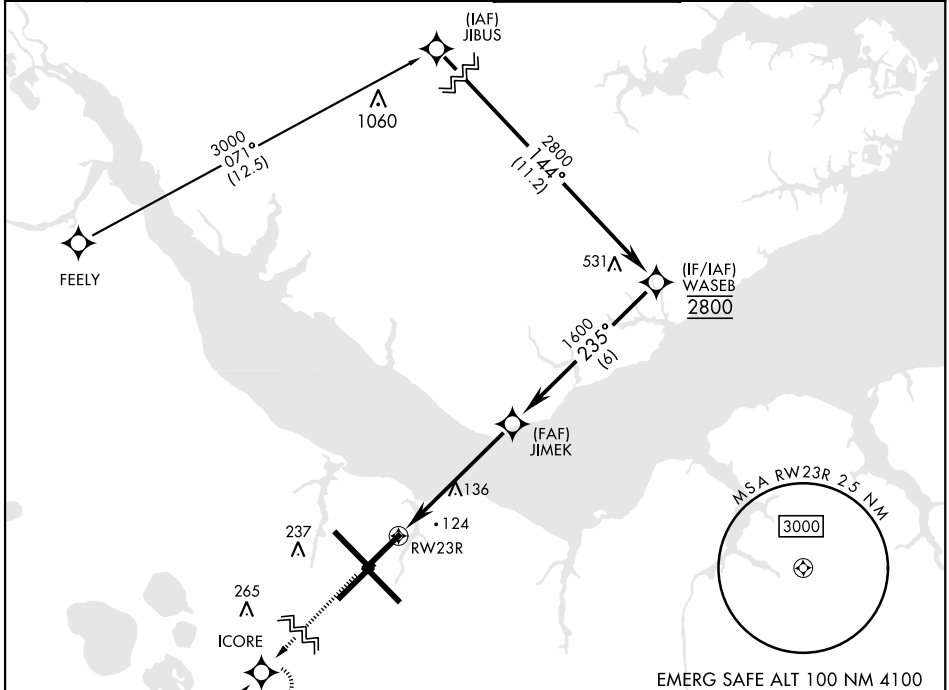 (IAF)
JIBUS
1060
3000
071°
(12.5)
2800
144°
(11.2)
FEELY
531
(IF/IAF)
WASEB
2800
1600
235°
(6)
(FAF)
JIMEK
136
124
RW23R
237
265
ICORE
MSA RW23R 25 NM
3000
EMERG SAFE ALT 100 NM 4100